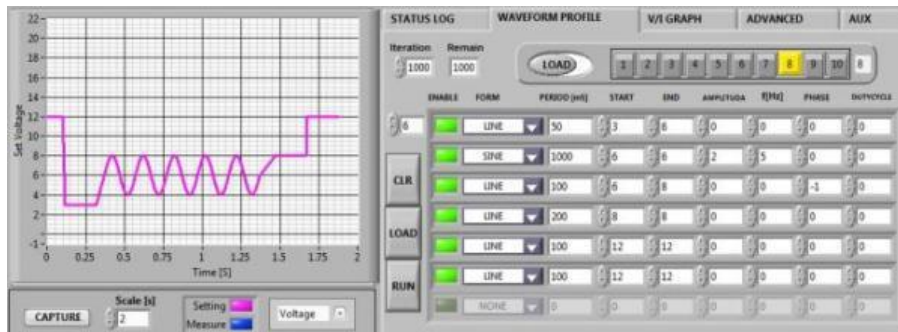 STATUS LOG WAVEFORM PROFILE V/I GRAPH ADVANCED AUX
Iteration Remain
1000 1000 LOAD 1 2 3 4 5 6 7 8 9 10 8
ENABLE FORM PERIOD [mS] START END AMPLITUDA f[Hz] PHASE DUTYCYCLE
6 LINE 50 3 6 0 0 0 0
SINE 1000 6 6 2 5 0 0
CLR LINE 100 6 8 0 0 -1 0
LINE 200 8 8 0 0 0 0
LOAD LINE 100 12 12 0 0 0 0
RUN LINE 100 12 12 0 0 0 0
NONE 0 0 0 0 0 0 0
22
20
18
16
14
12
10
8
6
4
2
-1
Set Voltage
0 0.25 0.5 0.75 1 1.25 1.5 1.75 2
Time [S]
CAPTURE
Scale [s]
2
Setting
Measure
Voltage